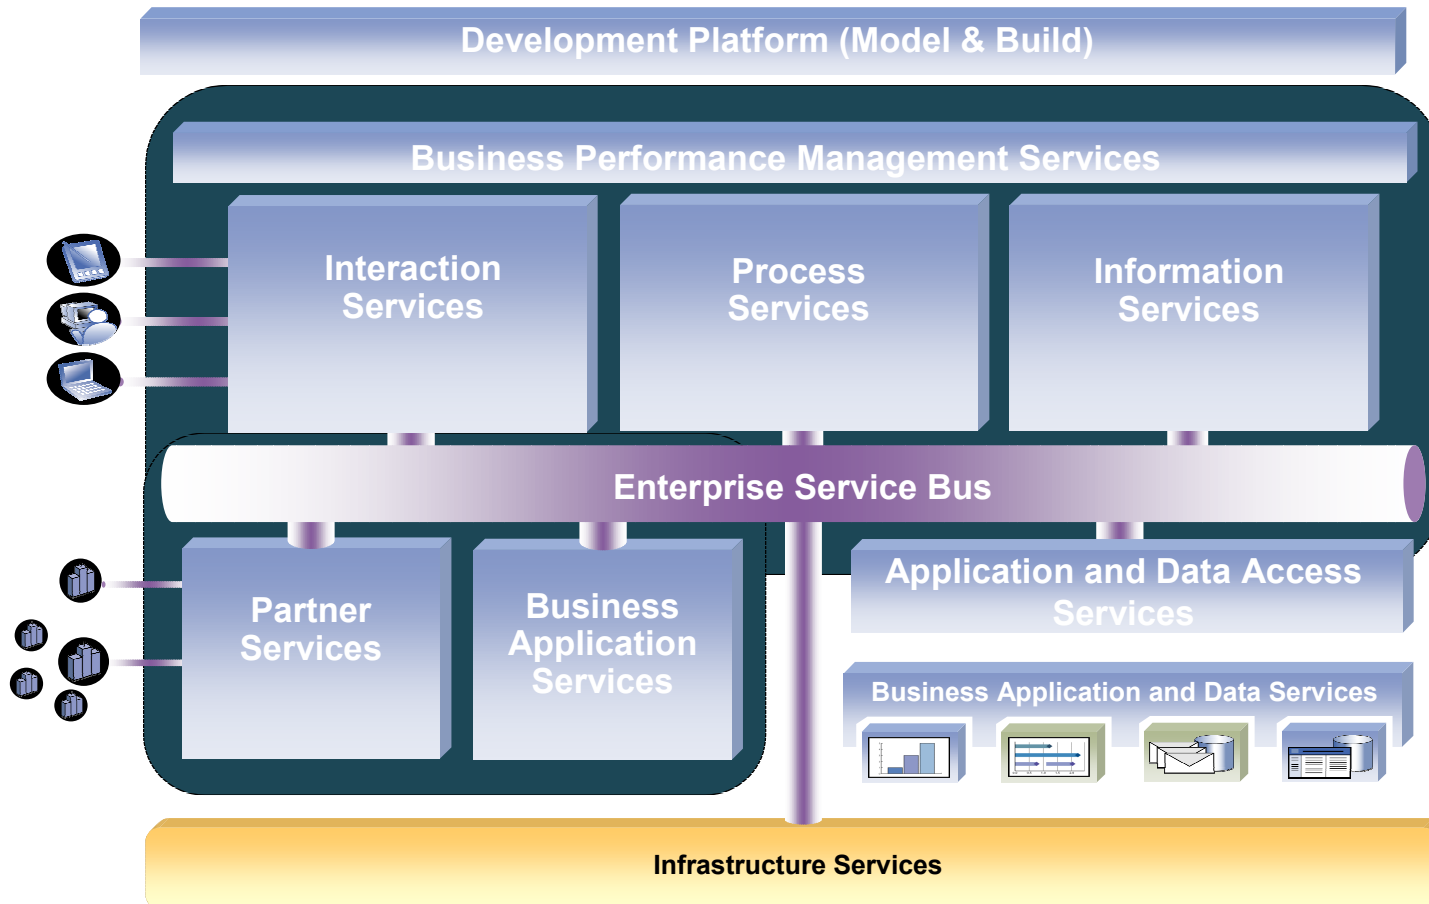 Development Platform (Model & Build)
Business Performance Management Services
Interaction
Services
Process
Services
Information
Services
Enterprise Service Bus
Partner
Services
Business
Application
Services
Application and Data Access
Services
Business Application and Data Services
Infrastructure Services